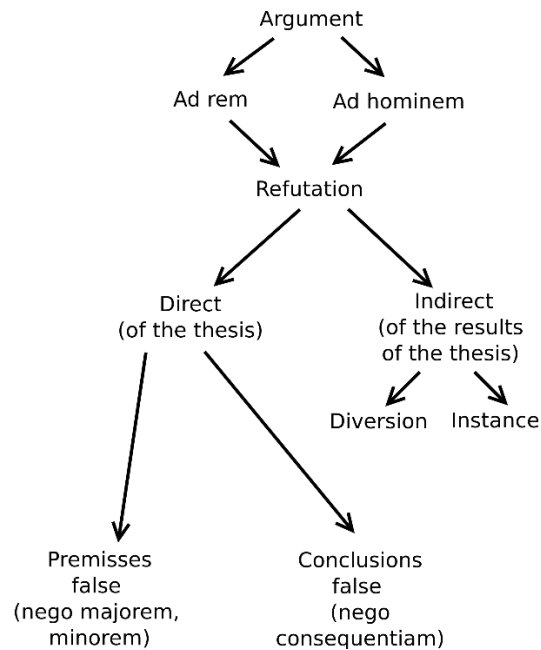 Argument
Ad rem
Ad hominem
Refutation
Direct
(of the thesis)
Indirect
(of the results
of the thesis)
Diversion
Instance
Premisses
false
(nego majorem,
minorem)
Conclusions
false
(nego
consequentiam)